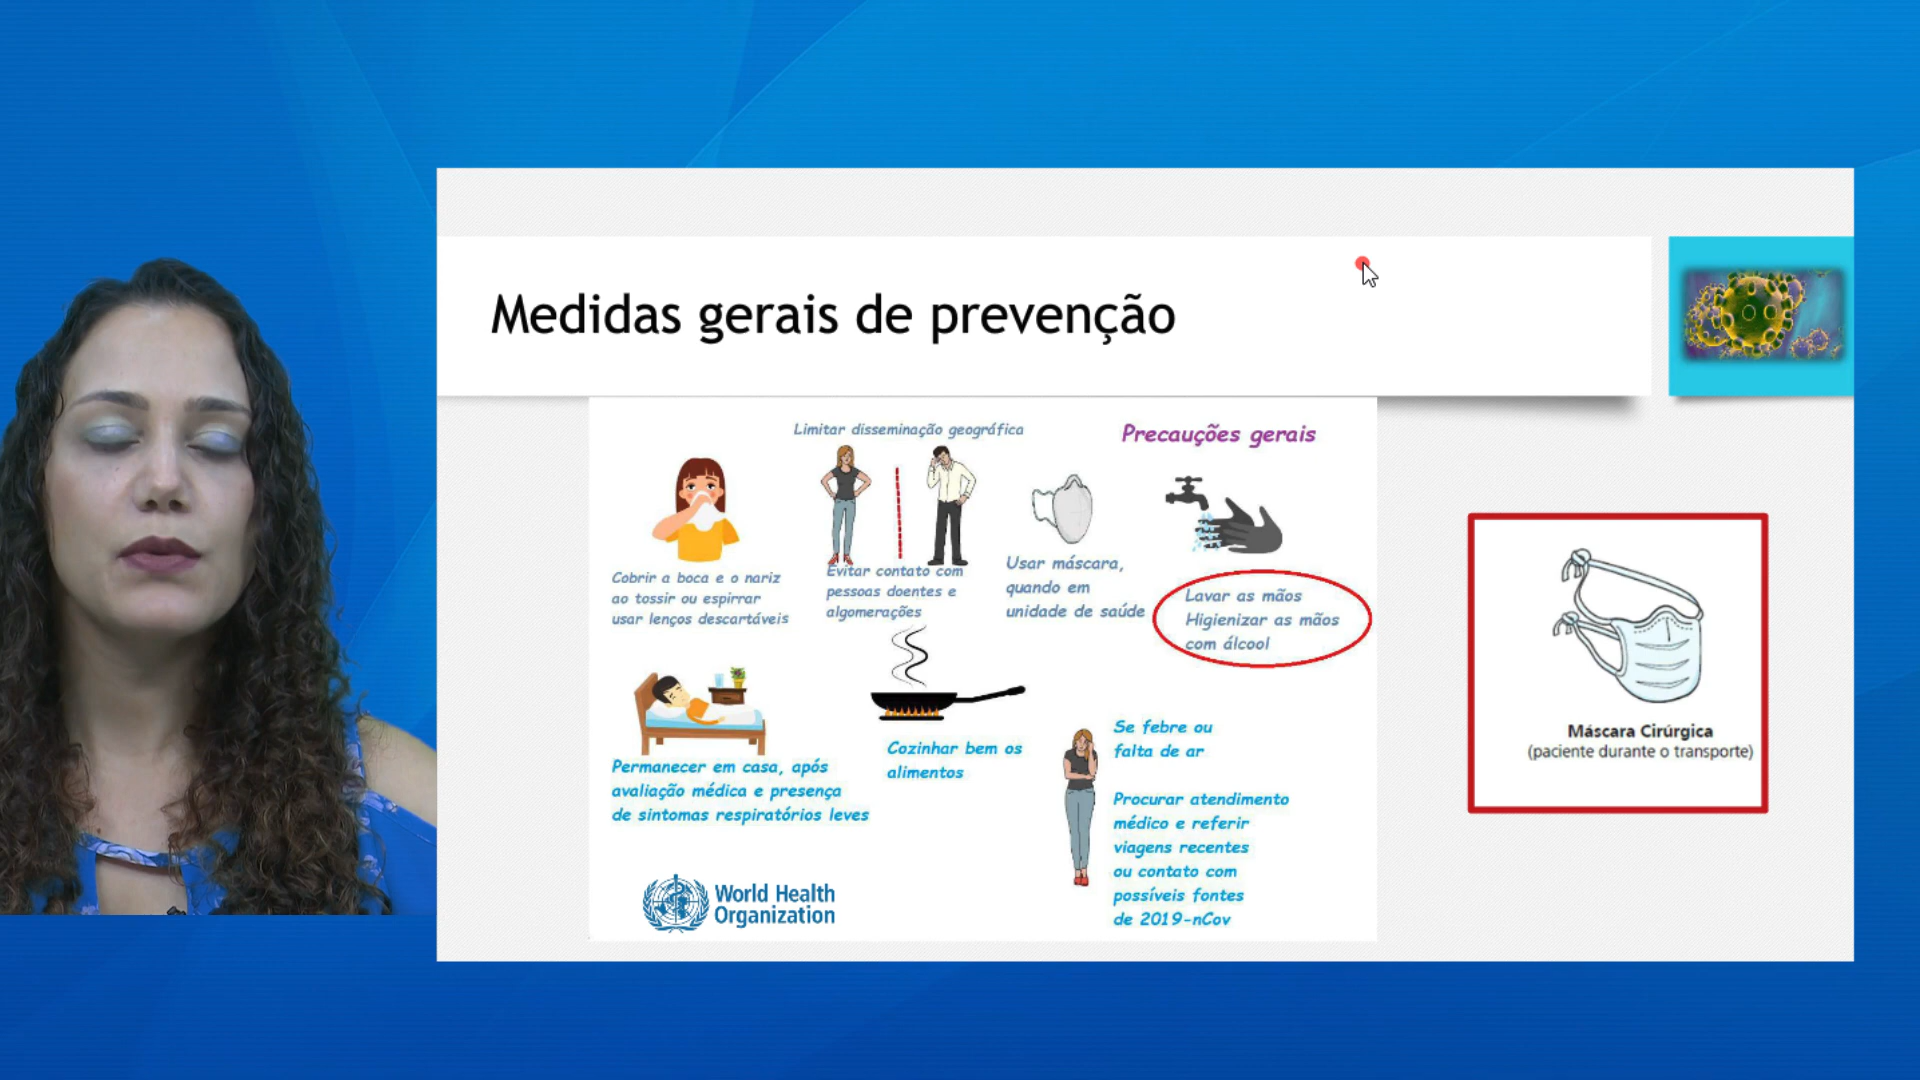 Medidas gerais de prevenção
Limitar disseminação geográfica
Precauções gerais
Cobrir a boca e o nariz
ao tossir ou espirrar
usar lenços descartáveis
Evitar contato com
pessoas doentes e
algomerações
Usar máscara,
quando em
unidade de saúde
Lavar as mãos
Higienizar as mãos
com álcool
Permanecer em casa, após
avaliação médica e presença
de sintomas respiratórios leves
Cozinhar bem os
alimentos
Se febre ou
falta de ar
Procurar atendimento
médico e referir
viagens recentes
ou contato com
possíveis fontes
de 2019-nCov
World Health
Organization
Máscara Cirúrgica
(paciente durante o transporte)